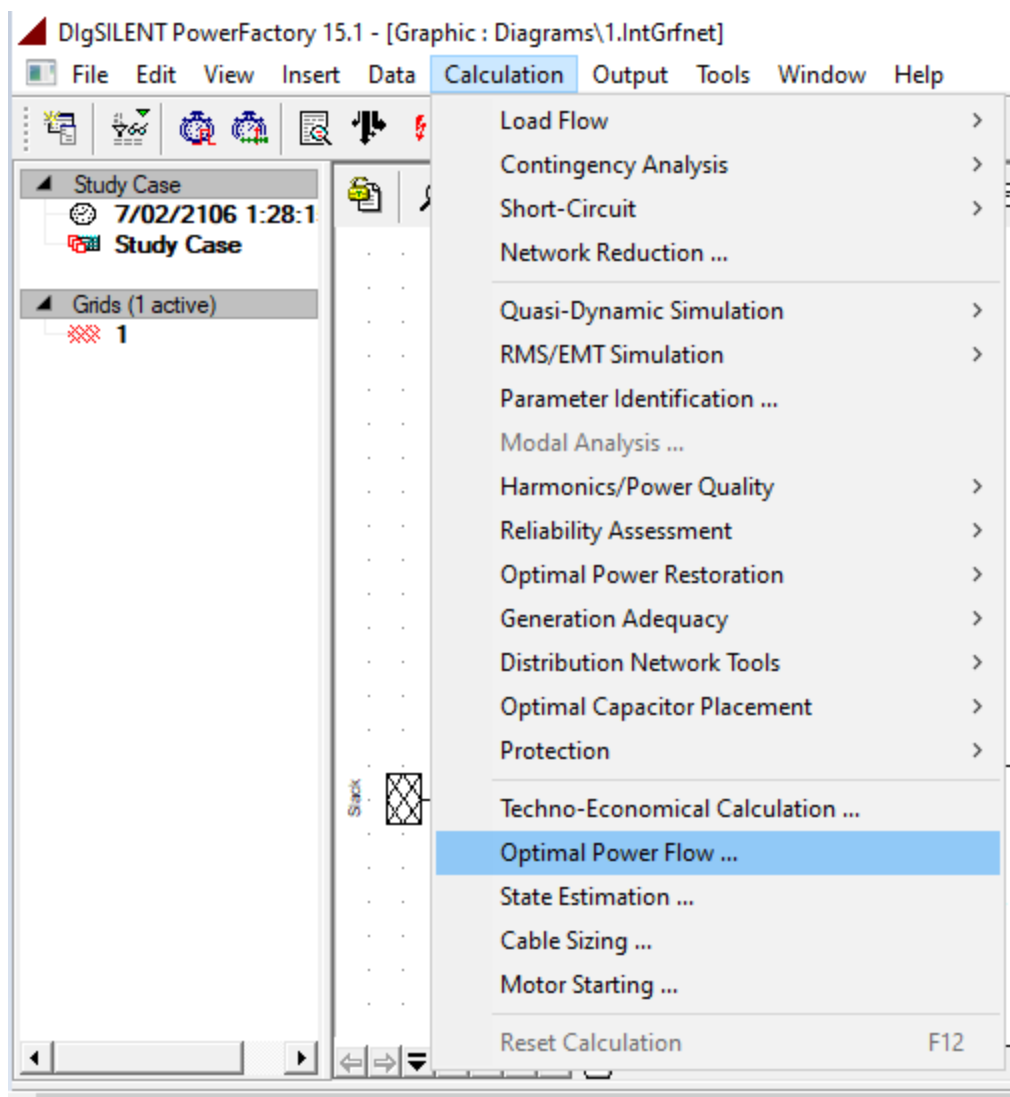 DIgSILENT PowerFactory 15.1 - [Graphic : Diagrams\1.IntGrfnet]
File Edit View Insert Data Calculation Output Tools Window Help
Study Case
7/02/2106 1:28:1
Study Case
Grids (1 active)
1
Load Flow
Contingency Analysis
Short-Circuit
Network Reduction ...
Quasi-Dynamic Simulation
RMS/EMT Simulation
Parameter Identification ...
Modal Analysis ...
Harmonics/Power Quality
Reliability Assessment
Optimal Power Restoration
Generation Adequacy
Distribution Network Tools
Optimal Capacitor Placement
Protection
Techno-Economical Calculation ...
Optimal Power Flow ...
State Estimation ...
Cable Sizing ...
Motor Starting ...
Reset Calculation F12
Slack